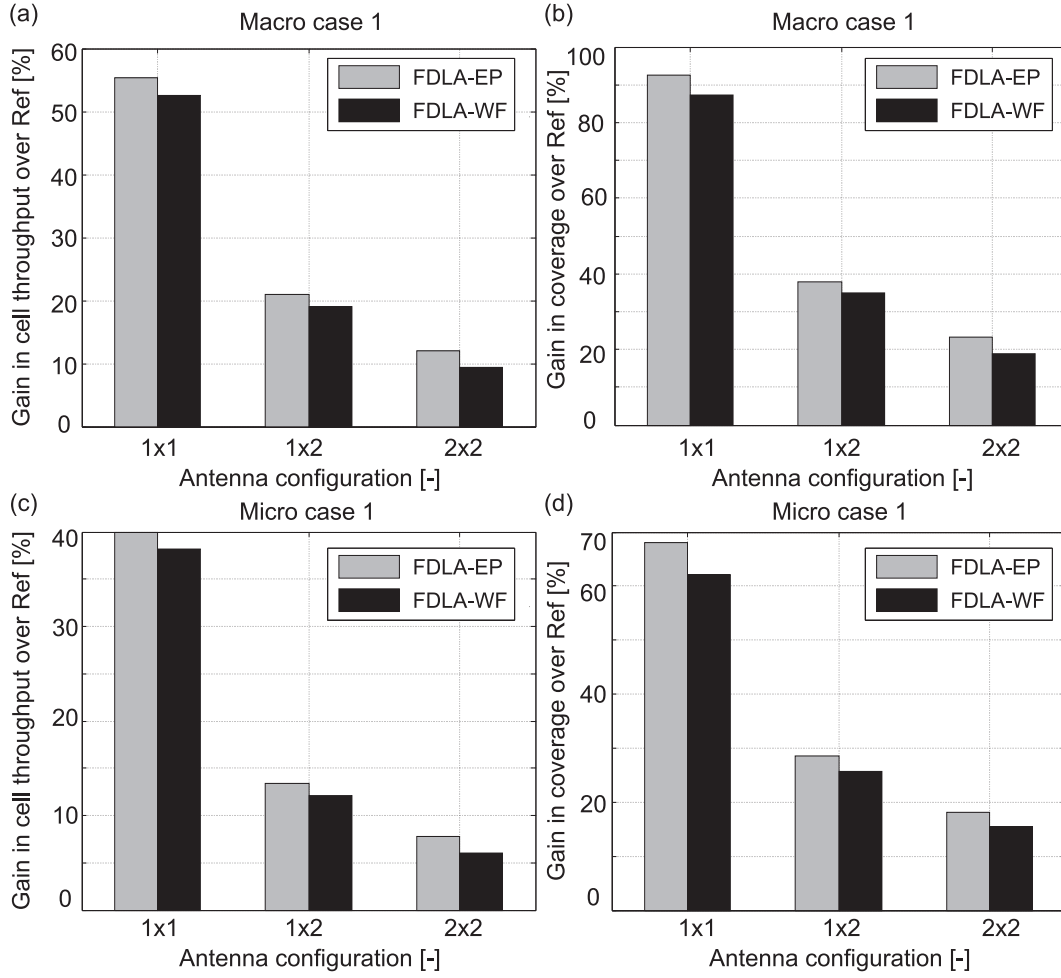 (a)
Macro case 1
Gain in cell throughput over Ref [%]
60
50
40
30
20
10
0
FDLA-EP
FDLA-WF
1x1
1x2
2x2
Antenna configuration [-]
(b)
Macro case 1
Gain in coverage over Ref [%]
100
80
60
40
20
0
FDLA-EP
FDLA-WF
1x1
1x2
2x2
Antenna configuration [-]
(c)
Micro case 1
Gain in cell throughput over Ref [%]
40
30
20
10
0
FDLA-EP
FDLA-WF
1x1
1x2
2x2
Antenna configuration [-]
(d)
Micro case 1
Gain in coverage over Ref [%]
70
60
40
20
0
FDLA-EP
FDLA-WF
1x1
1x2
2x2
Antenna configuration [-]